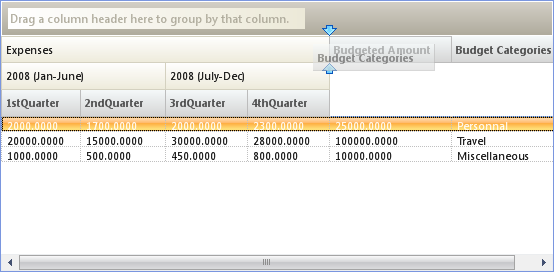 Drag a column header here to group by that column.
Expenses Budgeted Amount Budget Categories
Budget Categories
2008 (Jan-June) 2008 (July-Dec)
1stQuarter 2ndQuarter 3rdQuarter 4thQuarter
2000.0000 1700.0000 2000.0000 2300.0000 25000.0000 Personnal
20000.0000 15000.0000 30000.0000 28000.0000 100000.0000 Travel
1000.0000 500.0000 450.0000 800.0000 10000.0000 Miscellaneous